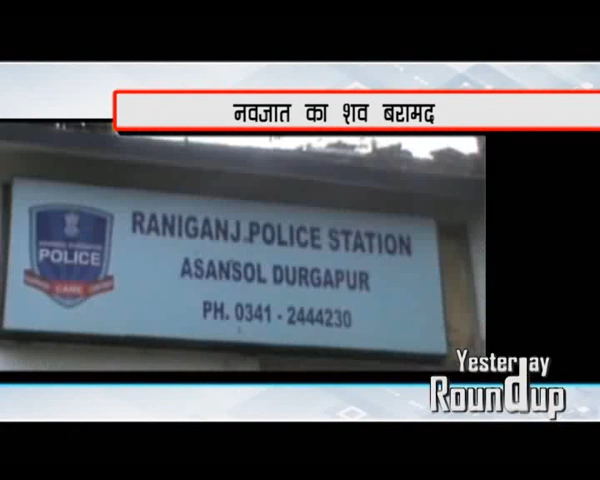 नवजात का शव बरामद
RANIGANJ POLICE STATION
ASANSOL DURGAPUR
PH. 0341 - 2444230
POLICE
Yesterday
Roundup